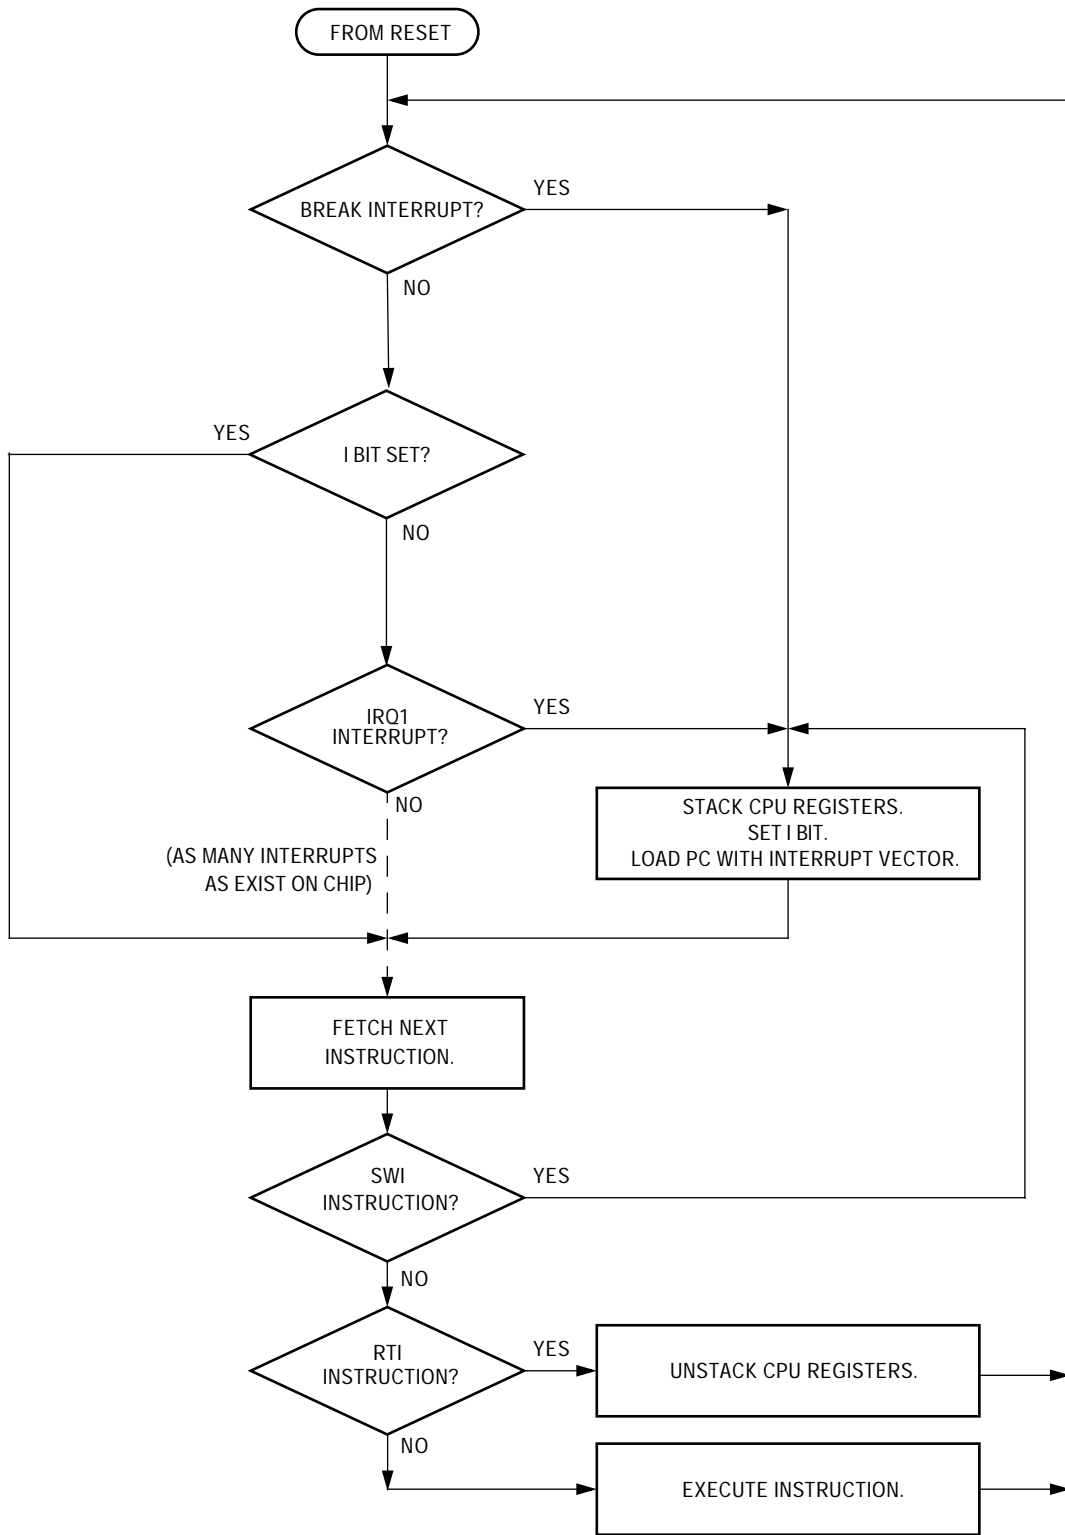 FROM RESET
BREAK INTERRUPT?
YES
NO
I BIT SET?
YES
NO
IRQ1
INTERRUPT?
YES
NO
(AS MANY INTERRUPTS
AS EXIST ON CHIP)
STACK CPU REGISTERS.
SET I BIT.
LOAD PC WITH INTERRUPT VECTOR.
FETCH NEXT
INSTRUCTION.
SWI
INSTRUCTION?
YES
NO
RTI
INSTRUCTION?
YES
UNSTACK CPU REGISTERS.
NO
EXECUTE INSTRUCTION.